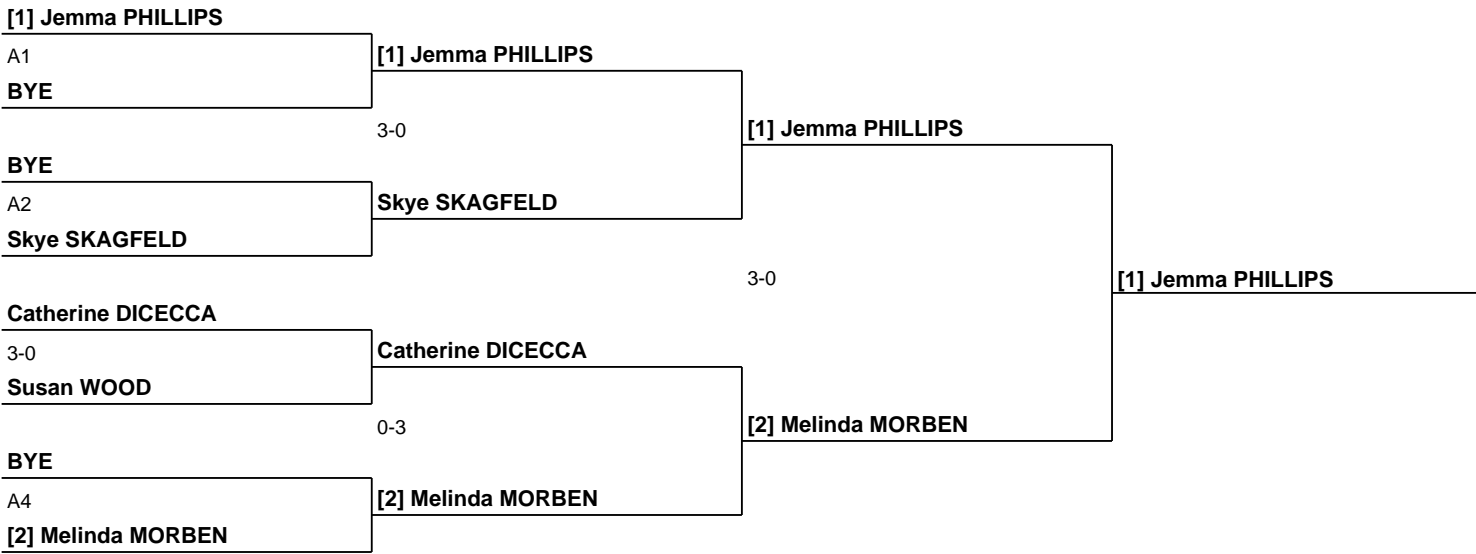 [1] Jemma PHILLIPS
A1
[1] Jemma PHILLIPS
BYE
3-0
[1] Jemma PHILLIPS
BYE
A2
Skye SKAGFELD
Skye SKAGFELD
3-0
[1] Jemma PHILLIPS
Catherine DICECCA
3-0
Catherine DICECCA
Susan WOOD
0-3
[2] Melinda MORBEN
BYE
A4
[2] Melinda MORBEN
[2] Melinda MORBEN